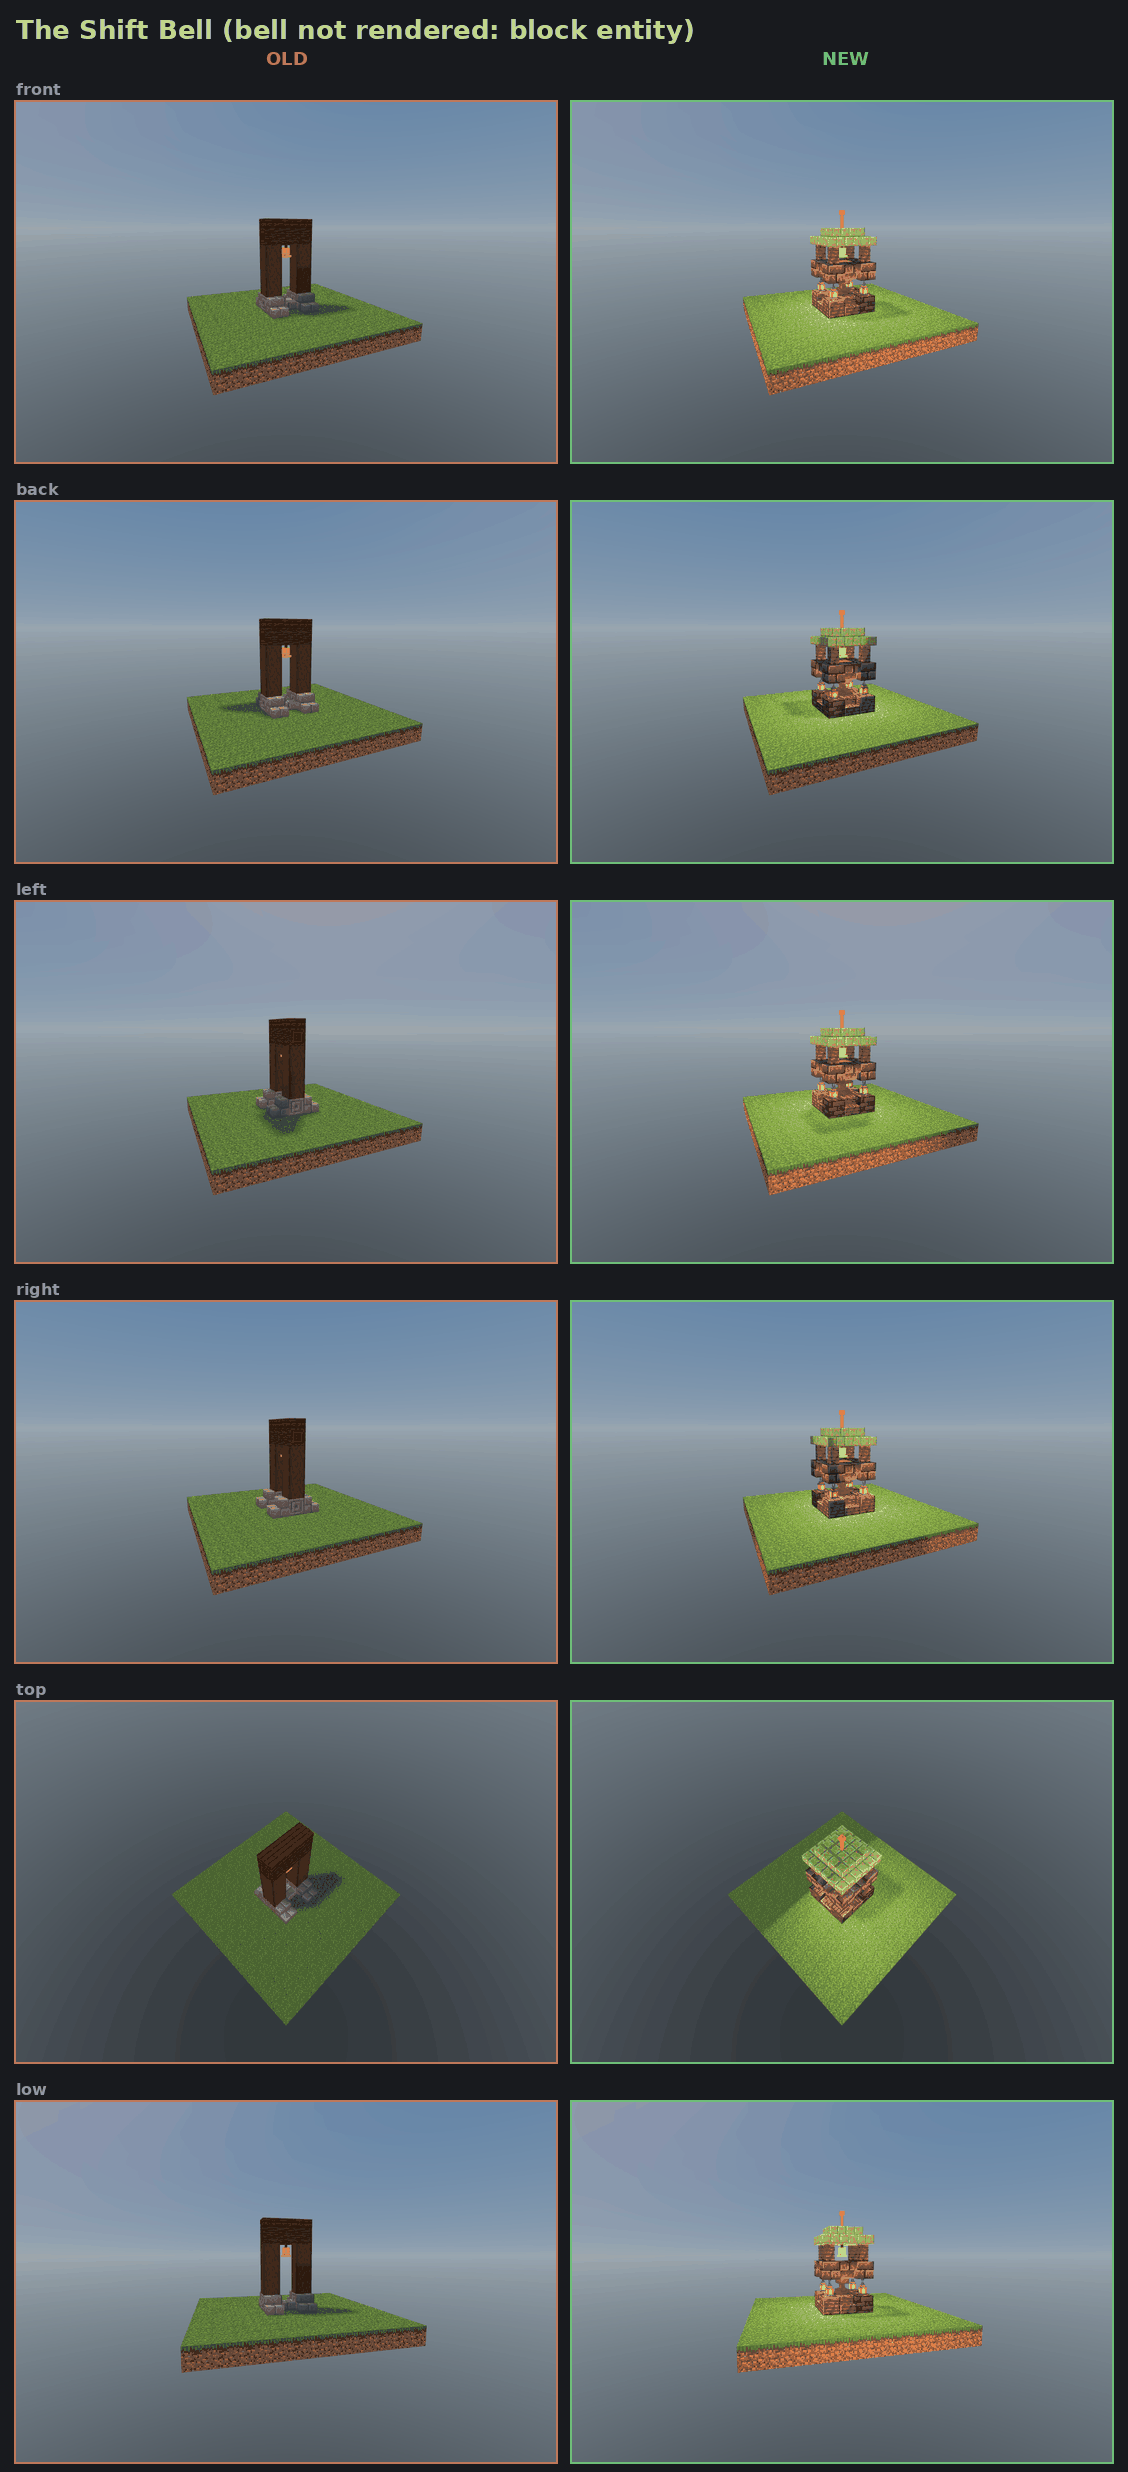 The Shift Bell (bell not rendered: block entity)
OLD NEW
front
back
left
right
top
low